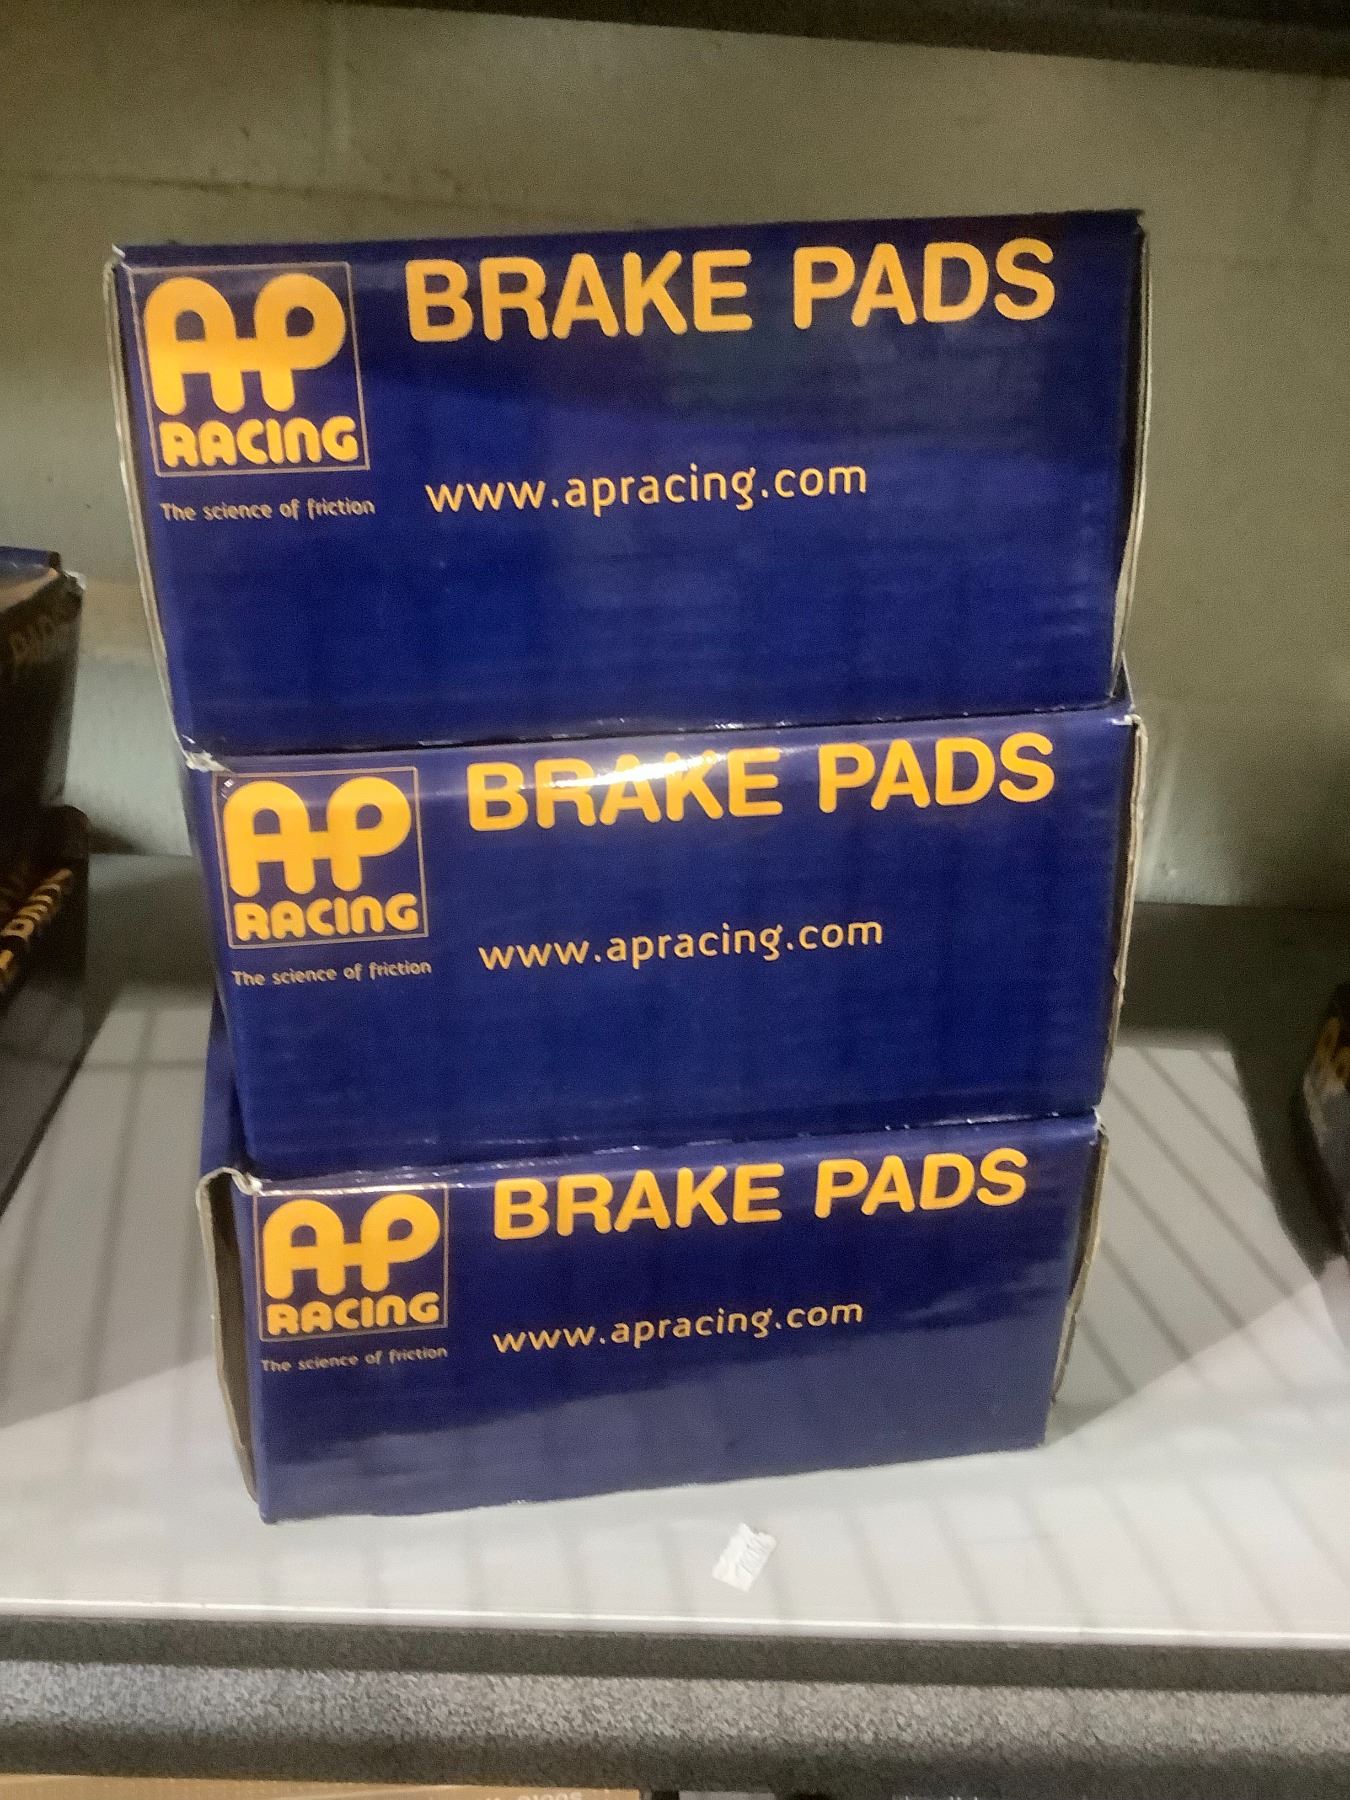 BRAKE PADS
AP
RACING
The science of friction
www.apracing.com
BRAKE PADS
AP
RACING
The science of friction
www.apracing.com
BRAKE PADS
AP
RACING
The science of friction
www.apracing.com
PADS